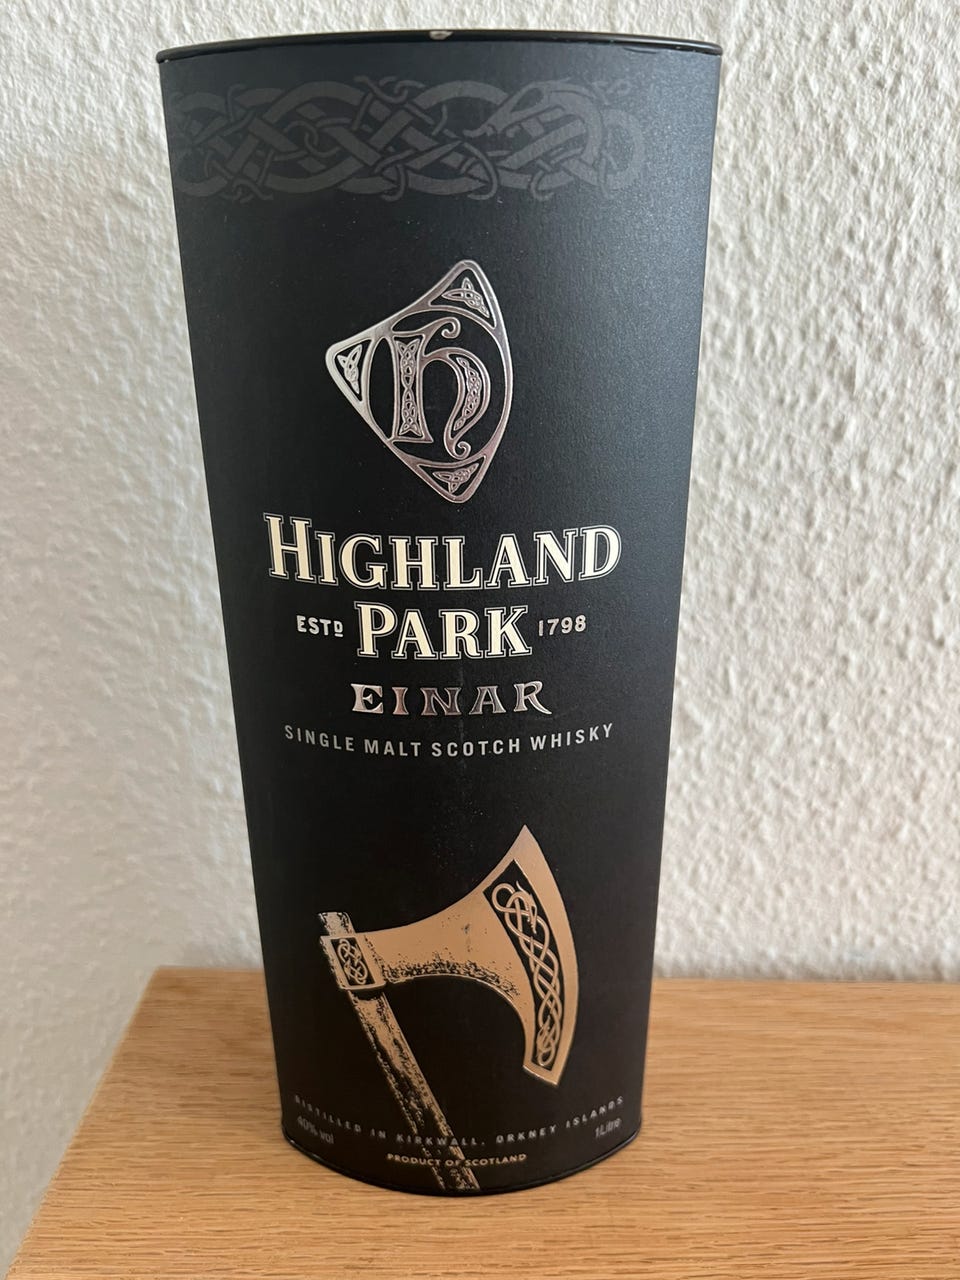 h
HIGHLAND
ESTD PARK 1798
EINAR
SINGLE MALT SCOTCH WHISKY
DISTILLED IN KIRKWALL, ORKNEY ISLANDS
40% vol 1 Litre
PRODUCT OF SCOTLAND